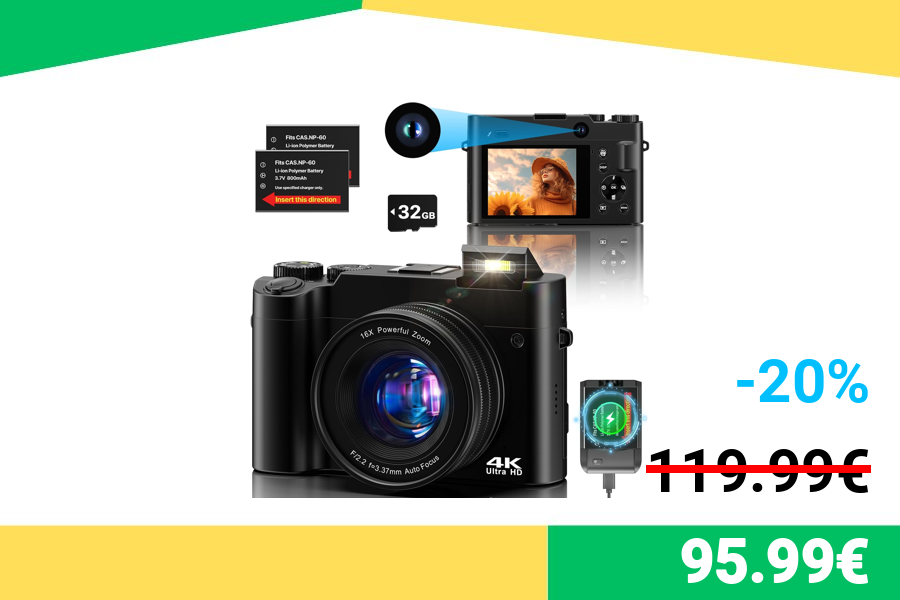 Fits CAS.NP-60
Li-ion Polymer Battery
Fits CAS.NP-60
Li-ion Polymer Battery
3.7V 800mAh
Use specified charger only.
Insert this direction
32GB
16X Powerful Zoom
F/2.2 f=3.37mm Auto Focus
4K
Ultra HD
-20%
119.99€
95.99€